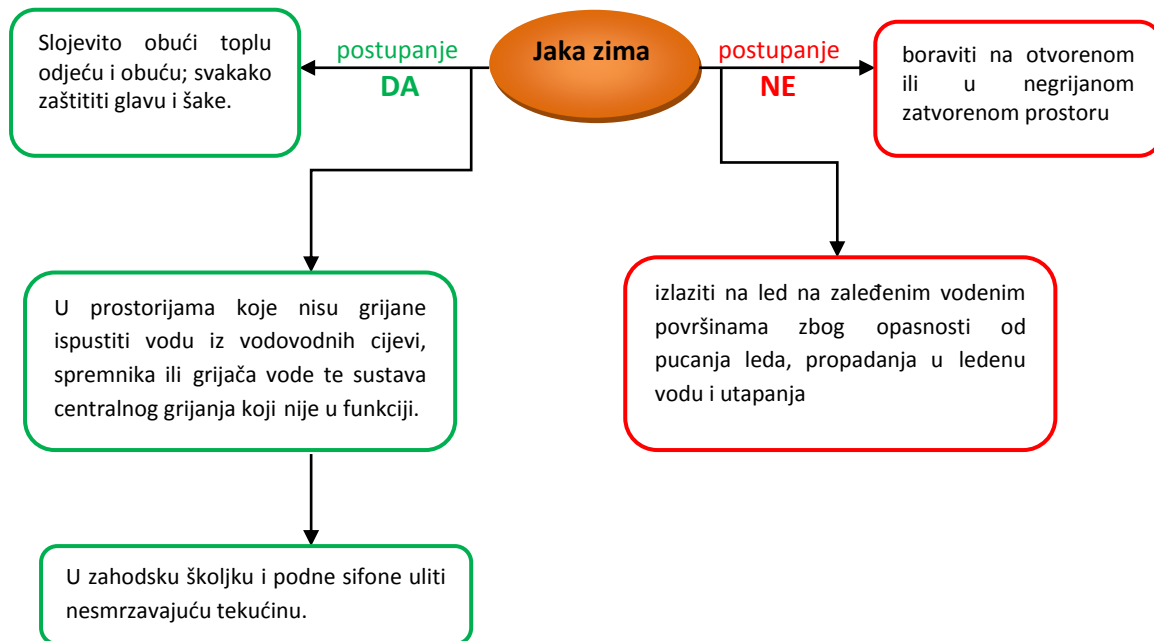 Jaka zima
postupanje
DA
Slojevito obući toplu
odjeću i obuću; svakako
zaštititi glavu i šake.
U prostorijama koje nisu grijane
ispustiti vodu iz vodovodnih cijevi,
spremnika ili grijača vode te sustava
centralnog grijanja koji nije u funkciji.
U zahodsku školjku i podne sifone uliti
nesmrzavajuću tekućinu.
postupanje
NE
boraviti na otvorenom
ili u negrijanom
zatvorenom prostoru
izlaziti na led na zaleđenim vodenim
površinama zbog opasnosti od
pucanja leda, propadanja u ledenu
vodu i utapanja